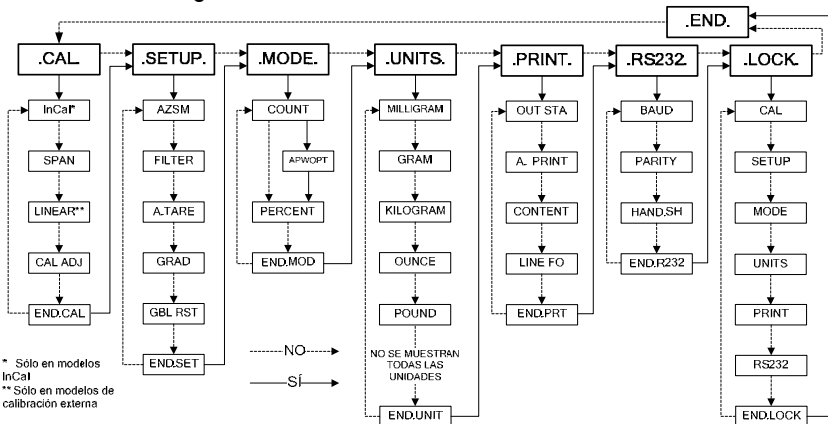 .END.
.CAL.
.SETUP.
.MODE.
.UNITS.
.PRINT.
.RS232.
.LOCK.
InCal*
SPAN
LINEAR**
CAL ADJ
END.CAL
AZSM
FILTER
A.TARE
GRAD
GBL RST
END.SET
COUNT
APWOPT
PERCENT
END.MOD
MILLIGRAM
GRAM
KILOGRAM
OUNCE
POUND
NO SE MUESTRAN
TODAS LAS
UNIDADES
END.UNIT
OUT STA
A. PRINT
CONTENT
LINE FO
END.PRT
BAUD
PARITY
HAND.SH
END.R232
CAL
SETUP
MODE
UNITS
PRINT
RS232
END.LOCK
NO
SÍ
* Sólo en modelos
InCal
** Sólo en modelos de
calibración externa